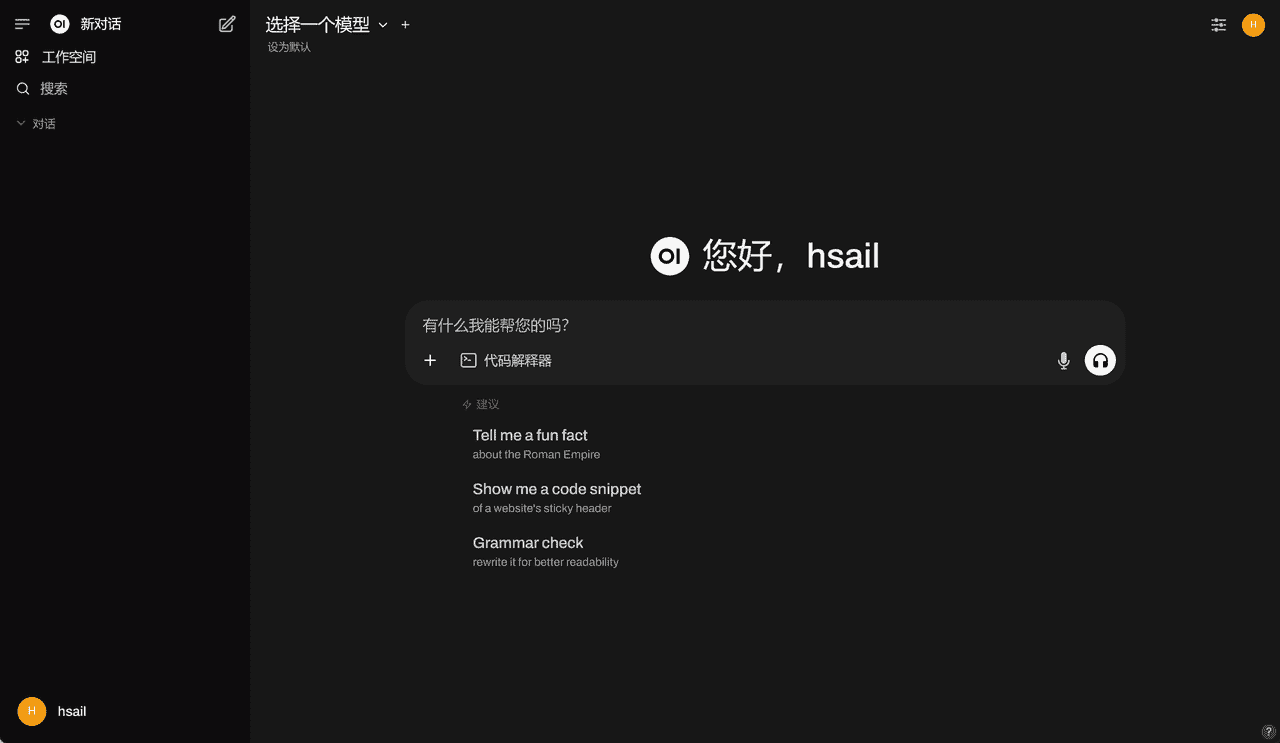 OI 新对话
工作空间
搜索
对话
选择一个模型
设为默认
H
OI 您好，hsail
有什么我能帮您的吗？
代码解释器
建议
Tell me a fun fact
about the Roman Empire
Show me a code snippet
of a website's sticky header
Grammar check
rewrite it for better readability
H hsail
?